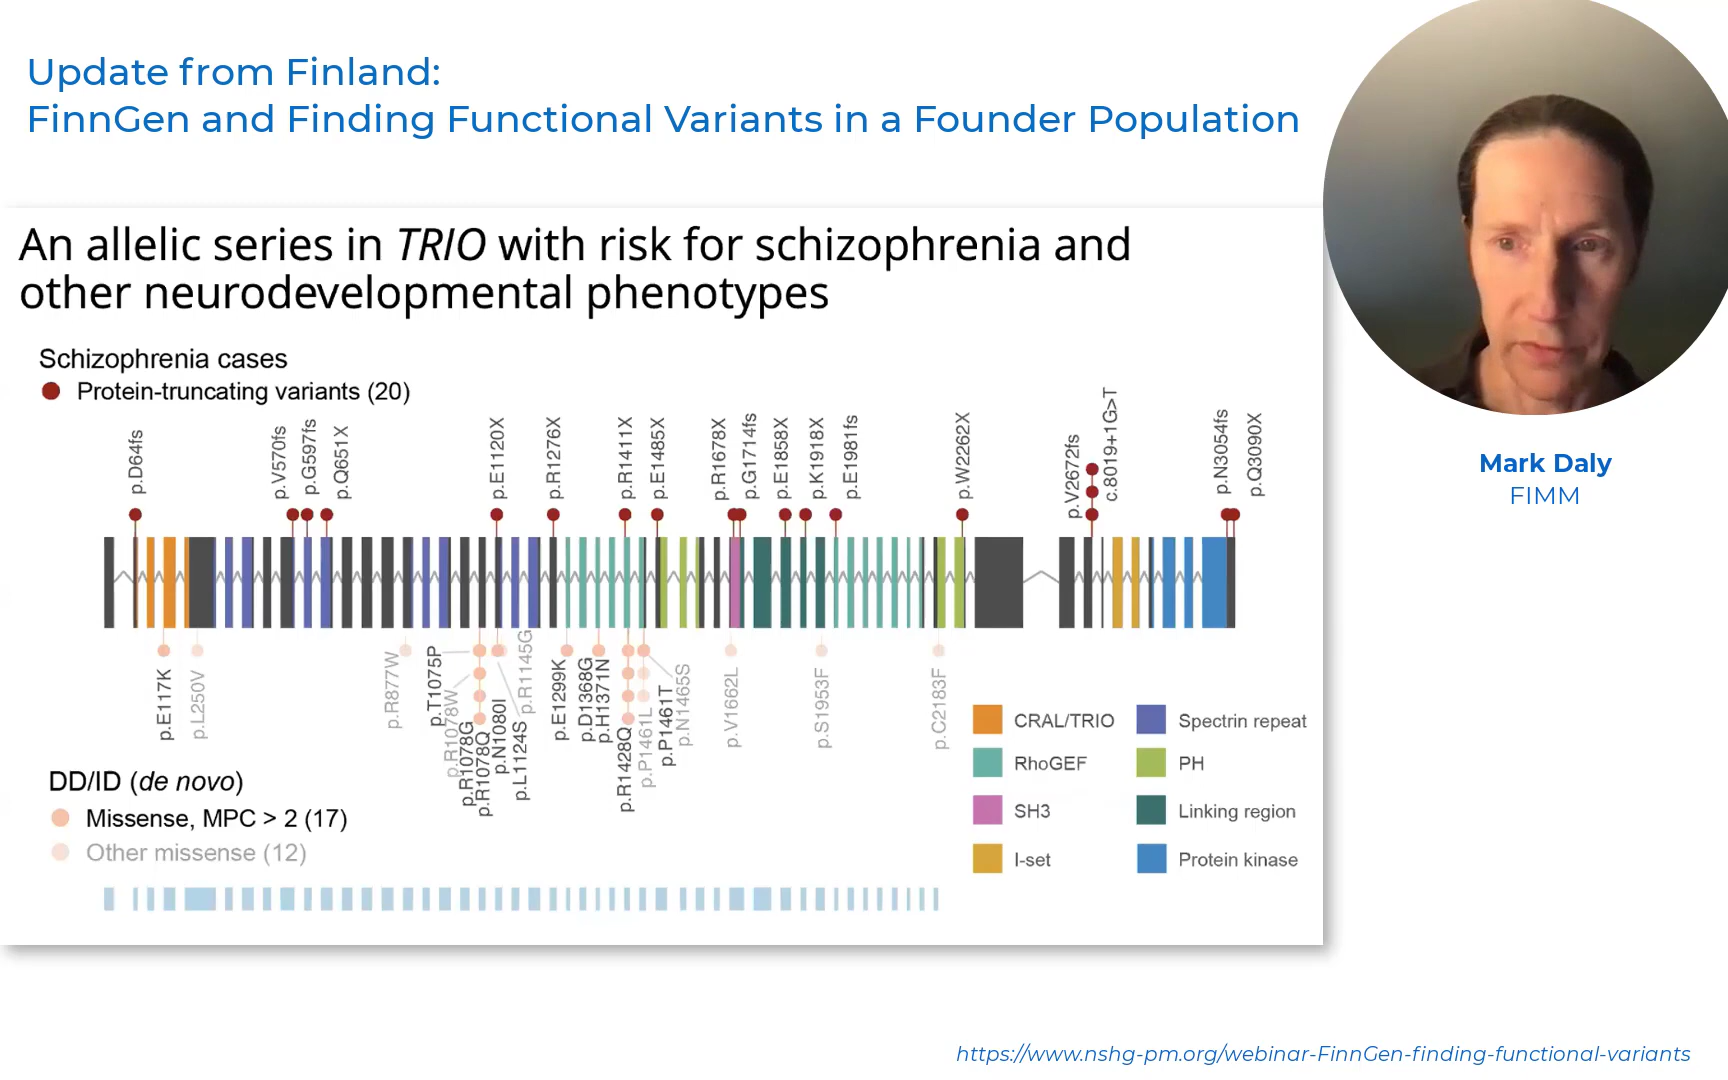 Update from Finland:
FinnGen and Finding Functional Variants in a Founder Population
An allelic series in TRIO with risk for schizophrenia and
other neurodevelopmental phenotypes
Schizophrenia cases
Protein-truncating variants (20)
p.D64fs
p.V570fs
p.G597fs
p.Q651X
p.E1120X
p.R1276X
p.R1411X
p.E1485X
p.R1678X
p.G1714fs
p.E1858X
p.K1918X
p.E1981fs
p.W2262X
p.V2672fs
c.8019+1G>T
p.N3054fs
p.Q3090X
p.E117K
p.L250V
p.R877W
p.T1075P
p.R1078W
p.R1078G
p.R1078Q
p.N1080I
p.L1124S
p.R1145G
p.E1299K
p.D1368G
p.H1371N
p.R1428Q
p.P1461L
p.P1461T
p.N1465S
p.V1662L
p.S1953F
p.C2183F
DD/ID (de novo)
Missense, MPC > 2 (17)
Other missense (12)
CRAL/TRIO
Spectrin repeat
RhoGEF
PH
SH3
Linking region
I-set
Protein kinase
Mark Daly
FIMM
https://www.nshg-pm.org/webinar-FinnGen-finding-functional-variants